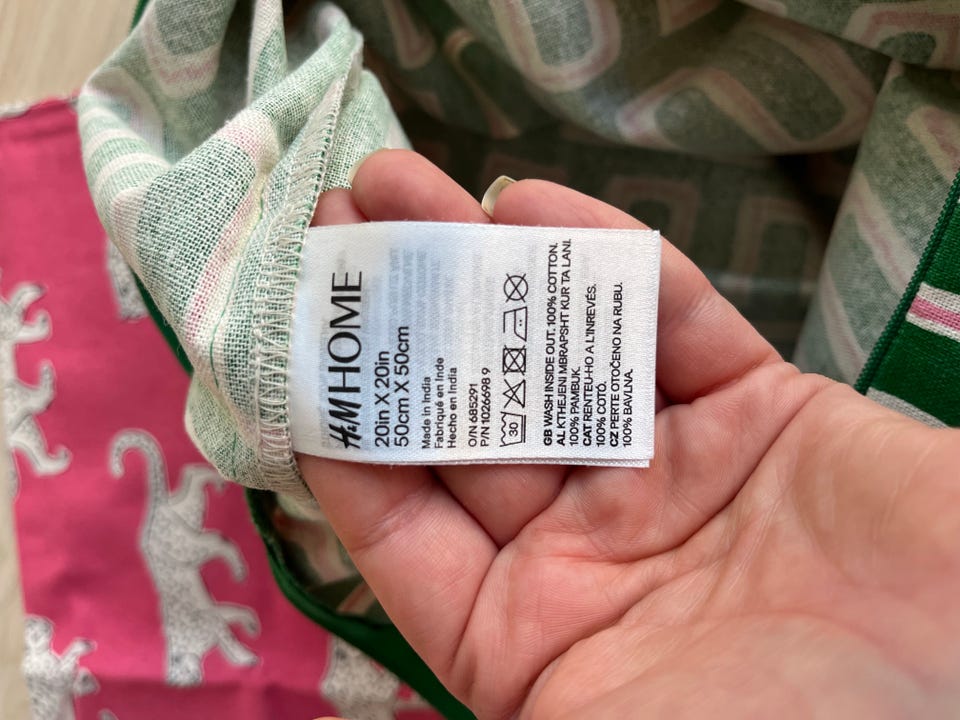 H&M HOME
20in X 20in
50cm X 50cm
Made in India
Fabriqué en Inde
Hecho en India
O/N 685291
P/N 1026698 9
30
GB WASH INSIDE OUT. 100% COTTON.
AL KTHEJENI MBRAPSHT KUR TA LANI.
100% PAMBUK.
CAT RENTEU-HO A L'INREVÉS.
100% COTÓ.
CZ PERTE OTOČENO NA RUBU.
100% BAVLNA.